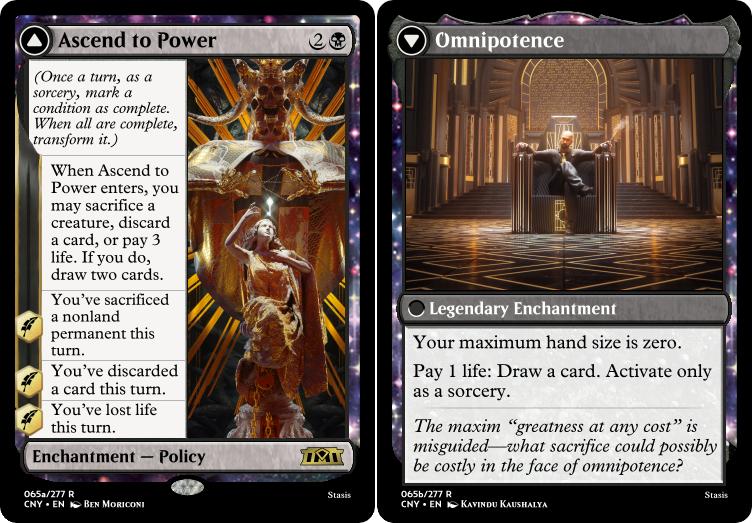 Ascend to Power 2
(Once a turn, as a
sorcery, mark a
condition as complete.
When all are complete,
transform it.)
When Ascend to
Power enters, you
may sacrifice a
creature, discard
a card, or pay 3
life. If you do,
draw two cards.
You've sacrificed
a nonland
permanent this
turn.
You've discarded
a card this turn.
You've lost life
this turn.
Enchantment — Policy
065a/277 R
CNY • EN Ben Moriconi
Stasis
Omnipotence
Legendary Enchantment
Your maximum hand size is zero.
Pay 1 life: Draw a card. Activate only
as a sorcery.
The maxim “greatness at any cost” is
misguided—what sacrifice could possibly
be costly in the face of omnipotence?
065b/277 R
CNY • EN Kavindu Kaushalya
Stasis